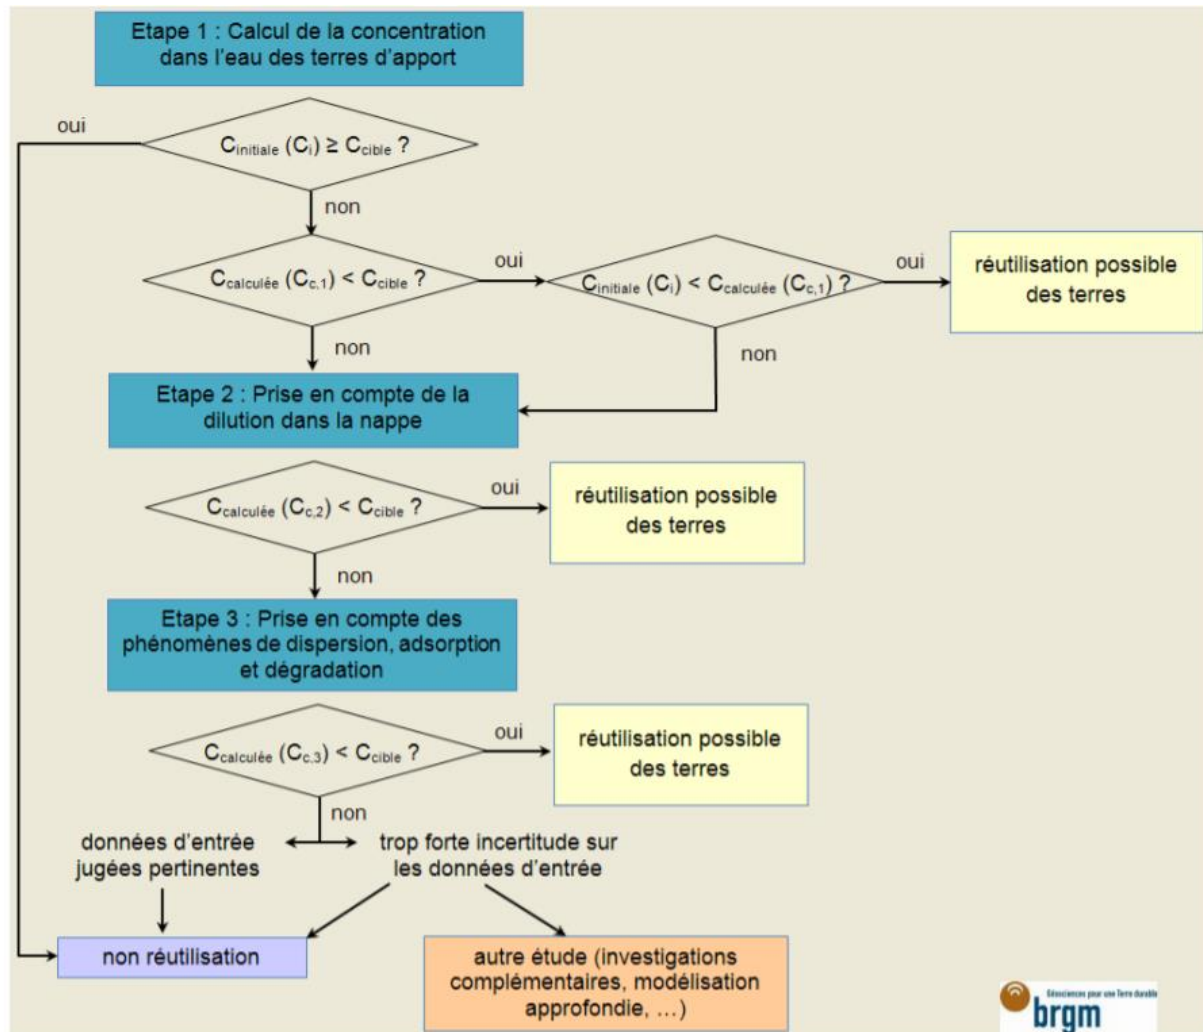 Etape 1 : Calcul de la concentration
dans l'eau des terres d'apport
oui
Cinitiale (Ci) ≥ Ccible ?
non
Ccalculée (Cc,1) < Ccible ?
oui
Cinitiale (Ci) < Ccalculée (Cc,1) ?
oui
réutilisation possible
des terres
non
non
Etape 2 : Prise en compte de la
dilution dans la nappe
Ccalculée (Cc,2) < Ccible ?
oui
réutilisation possible
des terres
non
Etape 3 : Prise en compte des
phénomènes de dispersion, adsorption
et dégradation
Ccalculée (Cc,3) < Ccible ?
oui
réutilisation possible
des terres
non
données d'entrée
jugées pertinentes
trop forte incertitude sur
les données d'entrée
non réutilisation
autre étude (investigations
complémentaires, modélisation
approfondie, …)
Géosciences pour une Terre durable
brgm